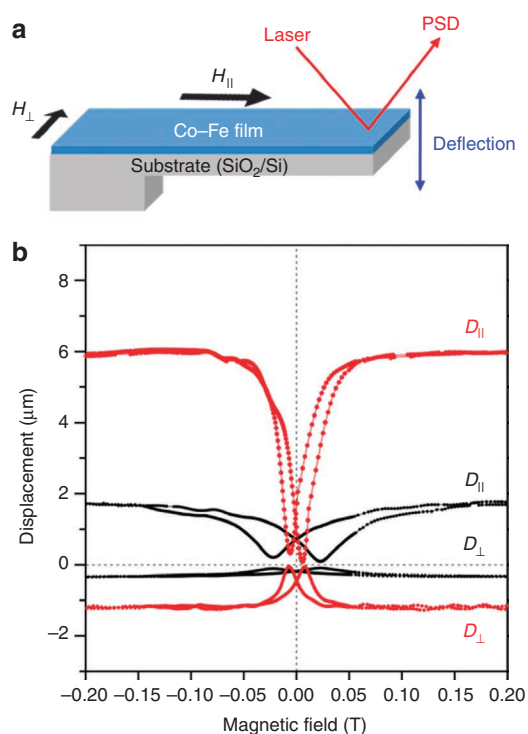 a
Laser
PSD
H||
H⊥
Co–Fe film
Deflection
Substrate (SiO2/Si)
b
8
6
4
2
0
−2
Displacement (μm)
D||
D||
D⊥
D⊥
−0.20 −0.15 −0.10 −0.05 0.00 0.05 0.10 0.15 0.20
Magnetic field (T)